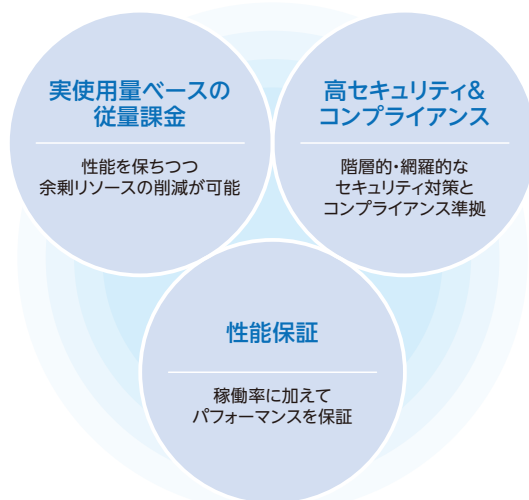 実使用量ベースの
従量課金
性能を保ちつつ
余剰リソースの削減が可能
高セキュリティ&
コンプライアンス
階層的・網羅的な
セキュリティ対策と
コンプライアンス準拠
性能保証
稼働率に加えて
パフォーマンスを保証